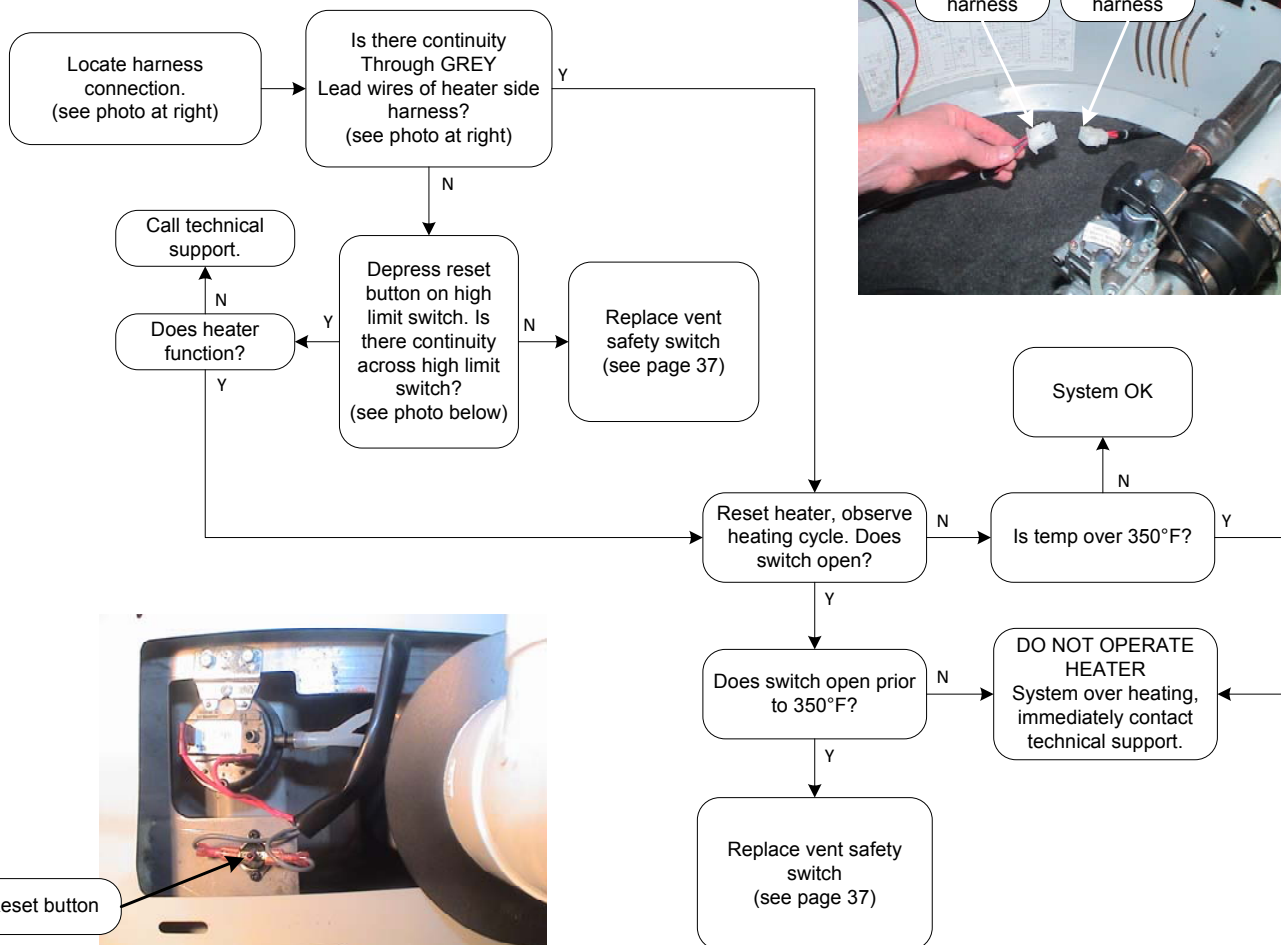 harness
harness
Locate harness
connection.
(see photo at right)
Is there continuity
Through GREY
Lead wires of heater side
harness?
(see photo at right)
Y
N
Call technical
support.
N
Does heater
function?
Y
Y
Depress reset
button on high
limit switch. Is
there continuity
across high limit
switch?
(see photo below)
N
Replace vent
safety switch
(see page 37)
System OK
N
Reset heater, observe
heating cycle. Does
switch open?
N
Is temp over 350°F?
Y
Y
Does switch open prior
to 350°F?
N
DO NOT OPERATE
HEATER
System over heating,
immediately contact
technical support.
Y
Replace vent safety
switch
(see page 37)
button